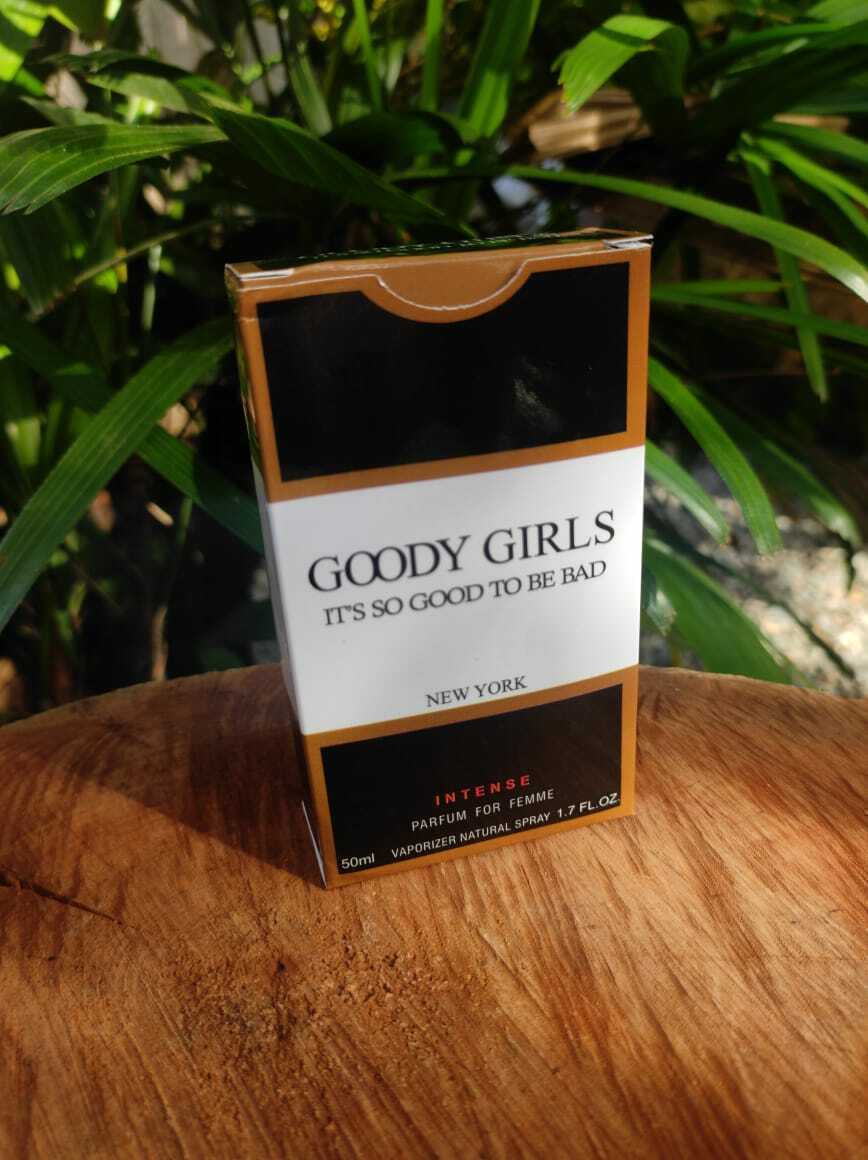 GOODY GIRLS
IT'S SO GOOD TO BE BAD
NEW YORK
INTENSE
PARFUM FOR FEMME
50ml VAPORIZER NATURAL SPRAY 1.7 FL.OZ.